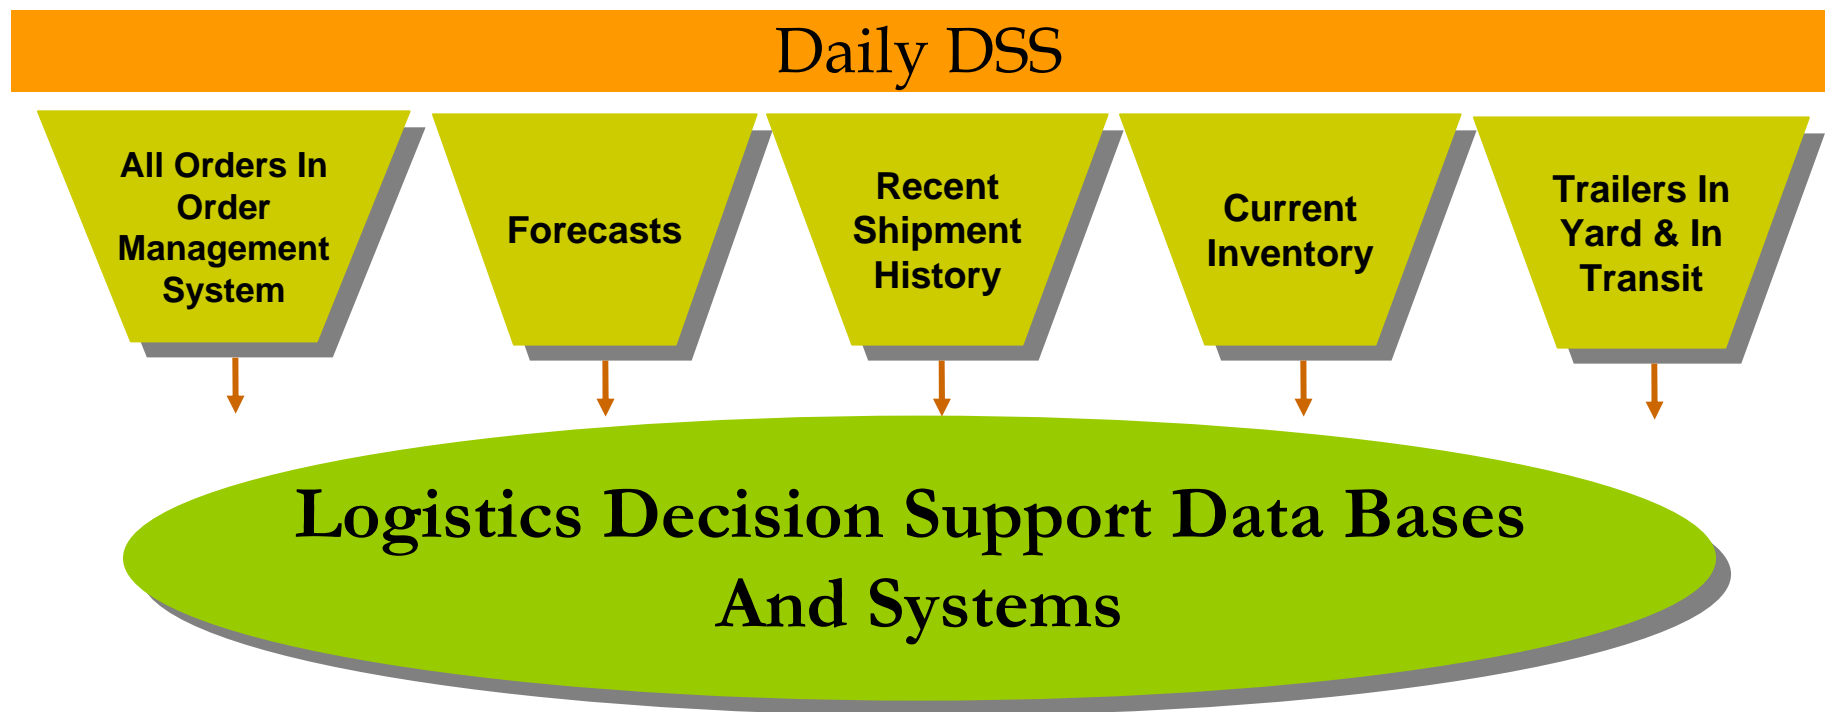 Daily DSS
All Orders In
Order
Management
System
Forecasts
Recent
Shipment
History
Current
Inventory
Trailers In
Yard & In
Transit
Logistics Decision Support Data Bases
And Systems